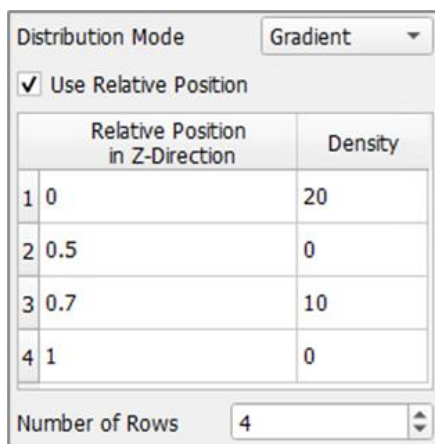 Distribution Mode Gradient
Use Relative Position
Relative Position
in Z-Direction Density
1 0 20
2 0.5 0
3 0.7 10
4 1 0
Number of Rows 4